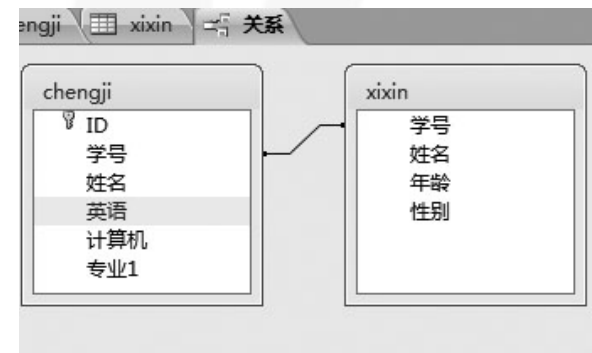 engji xixin 关系
chengji
ID
学号
姓名
英语
计算机
专业1
xixin
学号
姓名
年龄
性别